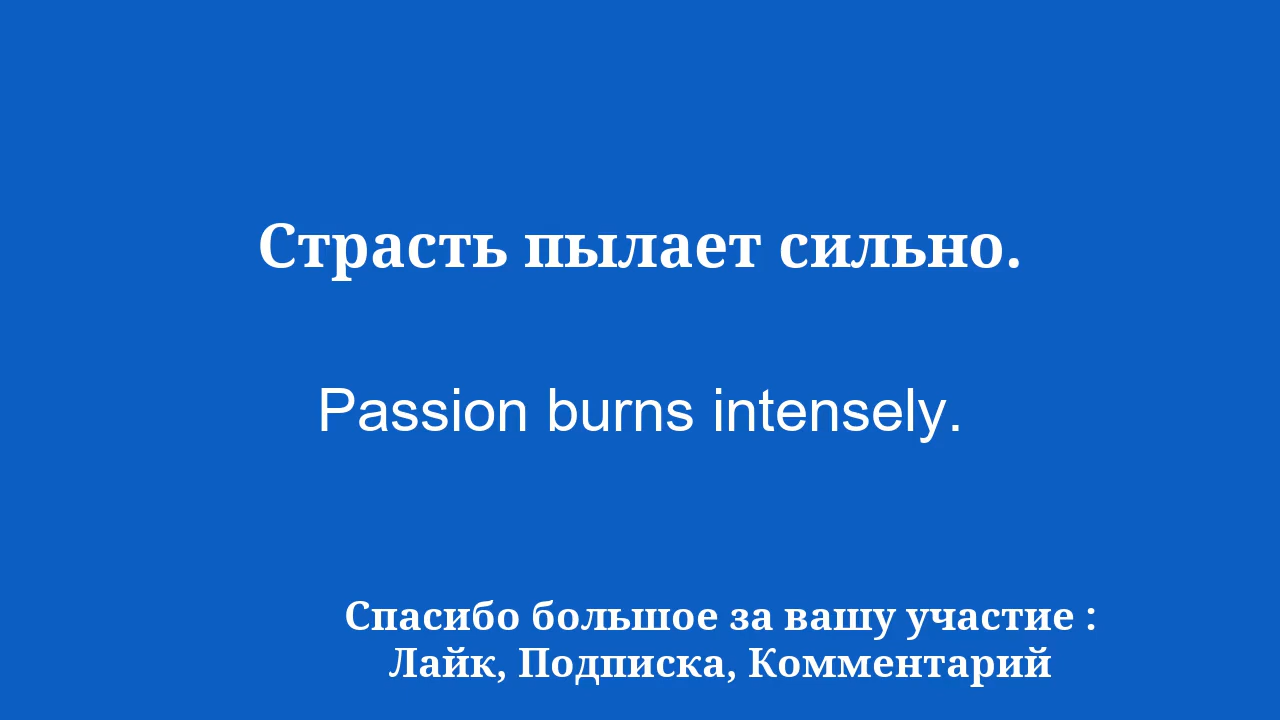 Страсть пылает сильно.
Passion burns intensely.
Спасибо большое за вашу участие :
Лайк, Подписка, Комментарий